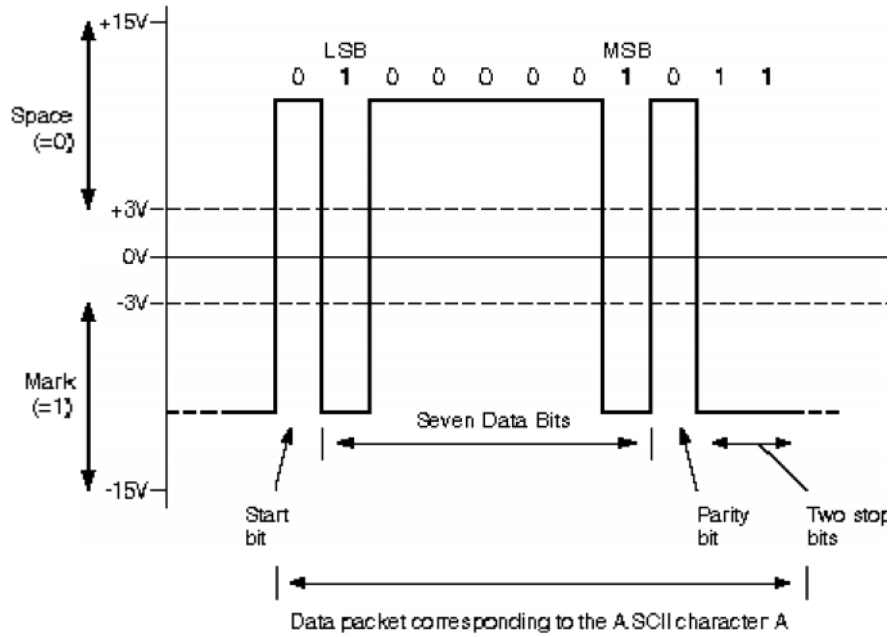 +15V
LSB MSB
0 1 0 0 0 0 0 1 0 1 1
Space
(=0)
+3V
0V
-3V
Mark
(=1)
Seven Data Bits
-15V
Start
bit
Parity
bit
Two stop
bits
Data packet corresponding to the ASCII character A